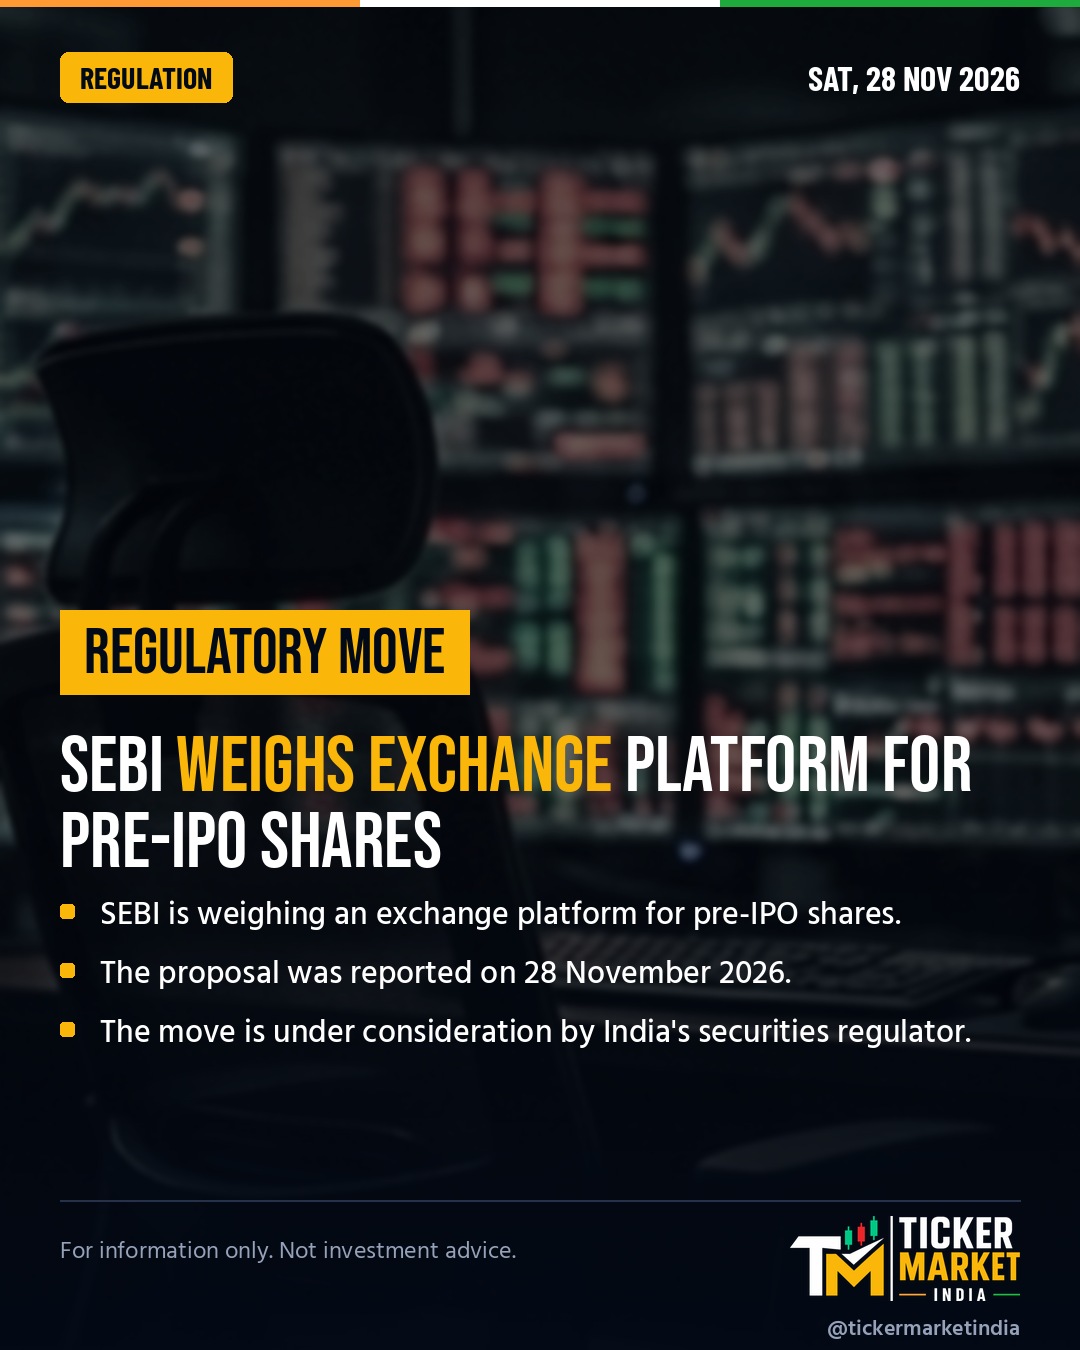 REGULATION
SAT, 28 NOV 2026
REGULATORY MOVE
SEBI WEIGHS EXCHANGE PLATFORM FOR
PRE-IPO SHARES
SEBI is weighing an exchange platform for pre-IPO shares.
The proposal was reported on 28 November 2026.
The move is under consideration by India's securities regulator.
For information only. Not investment advice.
TM TICKER
MARKET
INDIA
@tickermarketindia